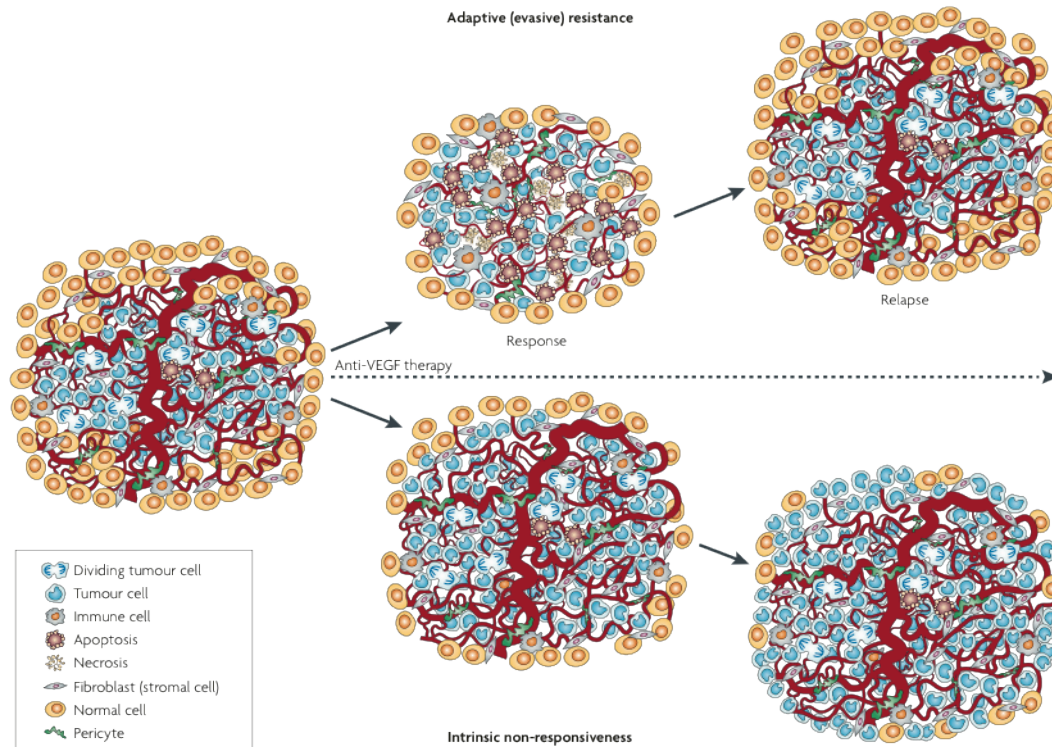 Adaptive (evasive) resistance
Relapse
Response
Anti-VEGF therapy
Dividing tumour cell
Tumour cell
Immune cell
Apoptosis
Necrosis
Fibroblast (stromal cell)
Normal cell
Pericyte
Intrinsic non-responsiveness